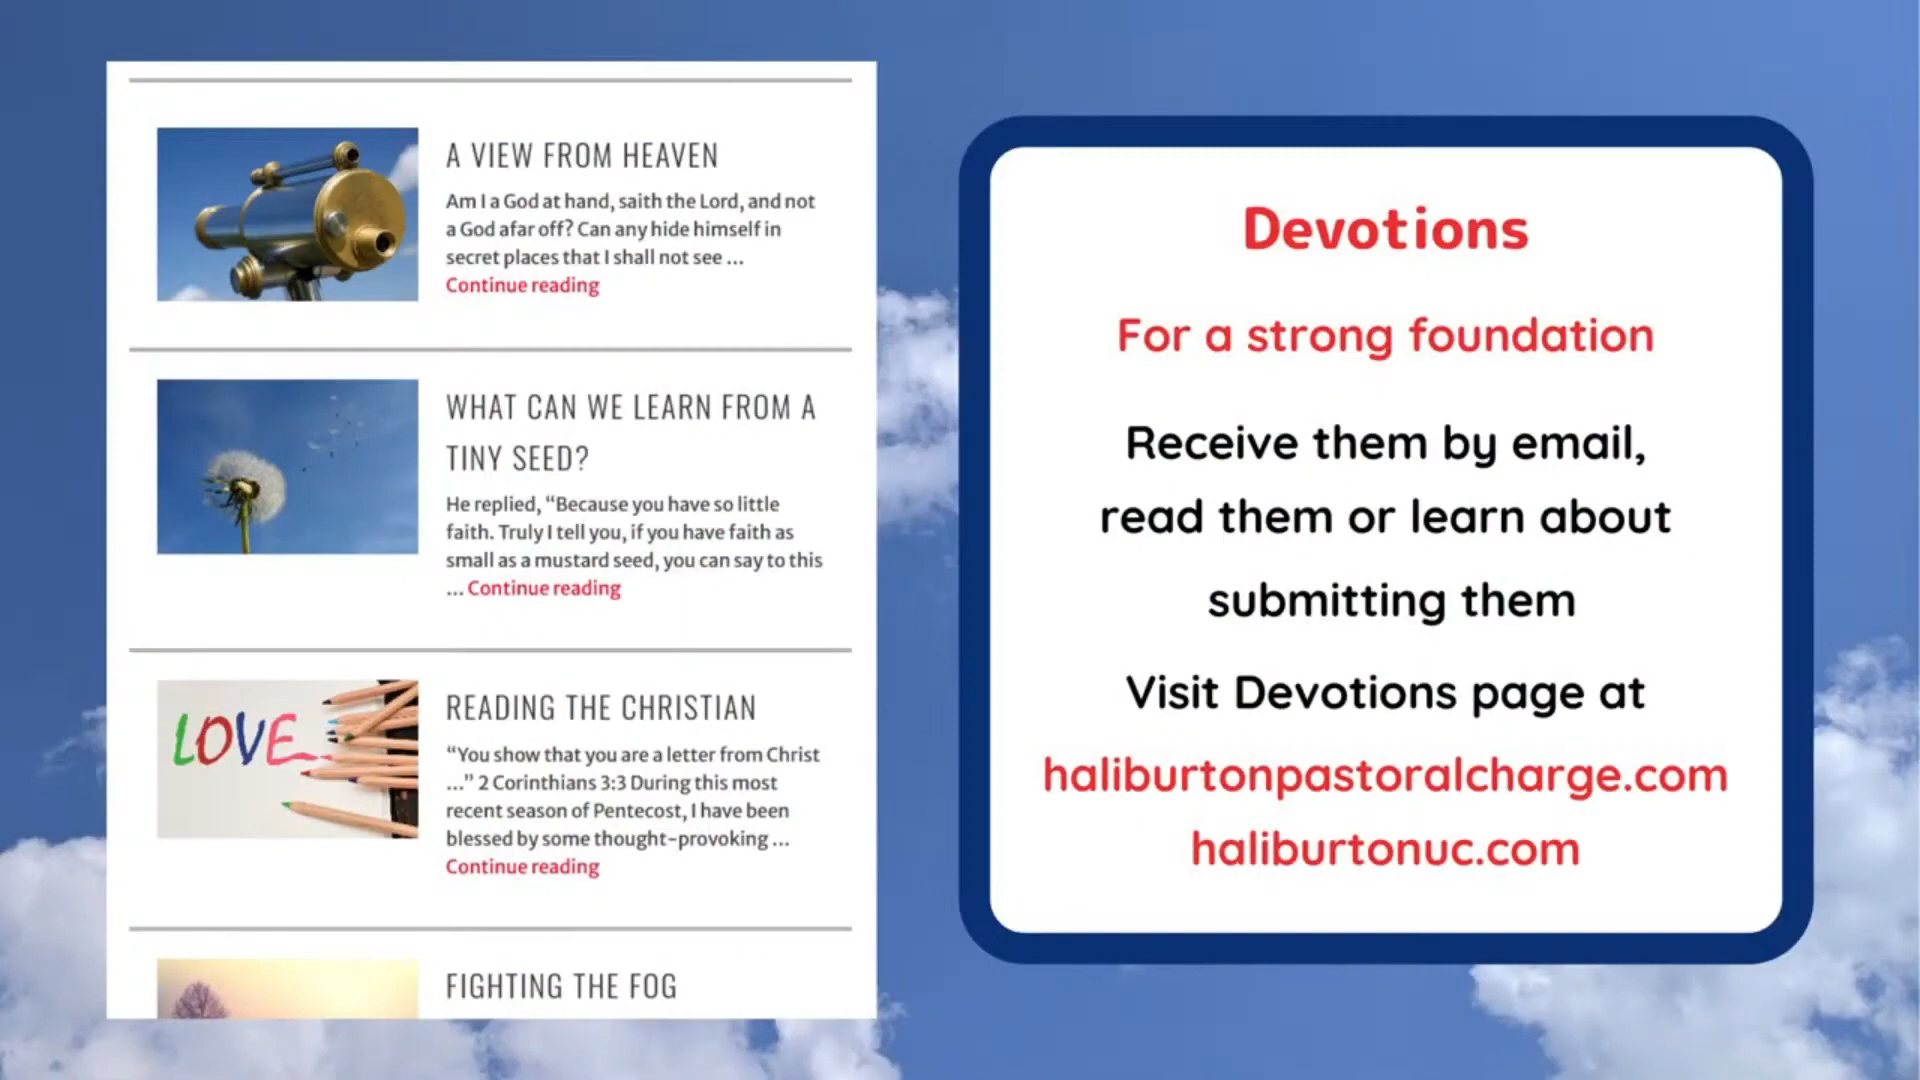 A VIEW FROM HEAVEN
Am I a God at hand, saith the Lord, and not
a God afar off? Can any hide himself in
secret places that I shall not see ...
Continue reading
WHAT CAN WE LEARN FROM A
TINY SEED?
He replied, “Because you have so little
faith. Truly I tell you, if you have faith as
small as a mustard seed, you can say to this
... Continue reading
LOVE
READING THE CHRISTIAN
“You show that you are a letter from Christ
...” 2 Corinthians 3:3 During this most
recent season of Pentecost, I have been
blessed by some thought-provoking ...
Continue reading
FIGHTING THE FOG
Devotions
For a strong foundation
Receive them by email,
read them or learn about
submitting them
Visit Devotions page at
haliburtonpastoralcharge.com
haliburtonuc.com